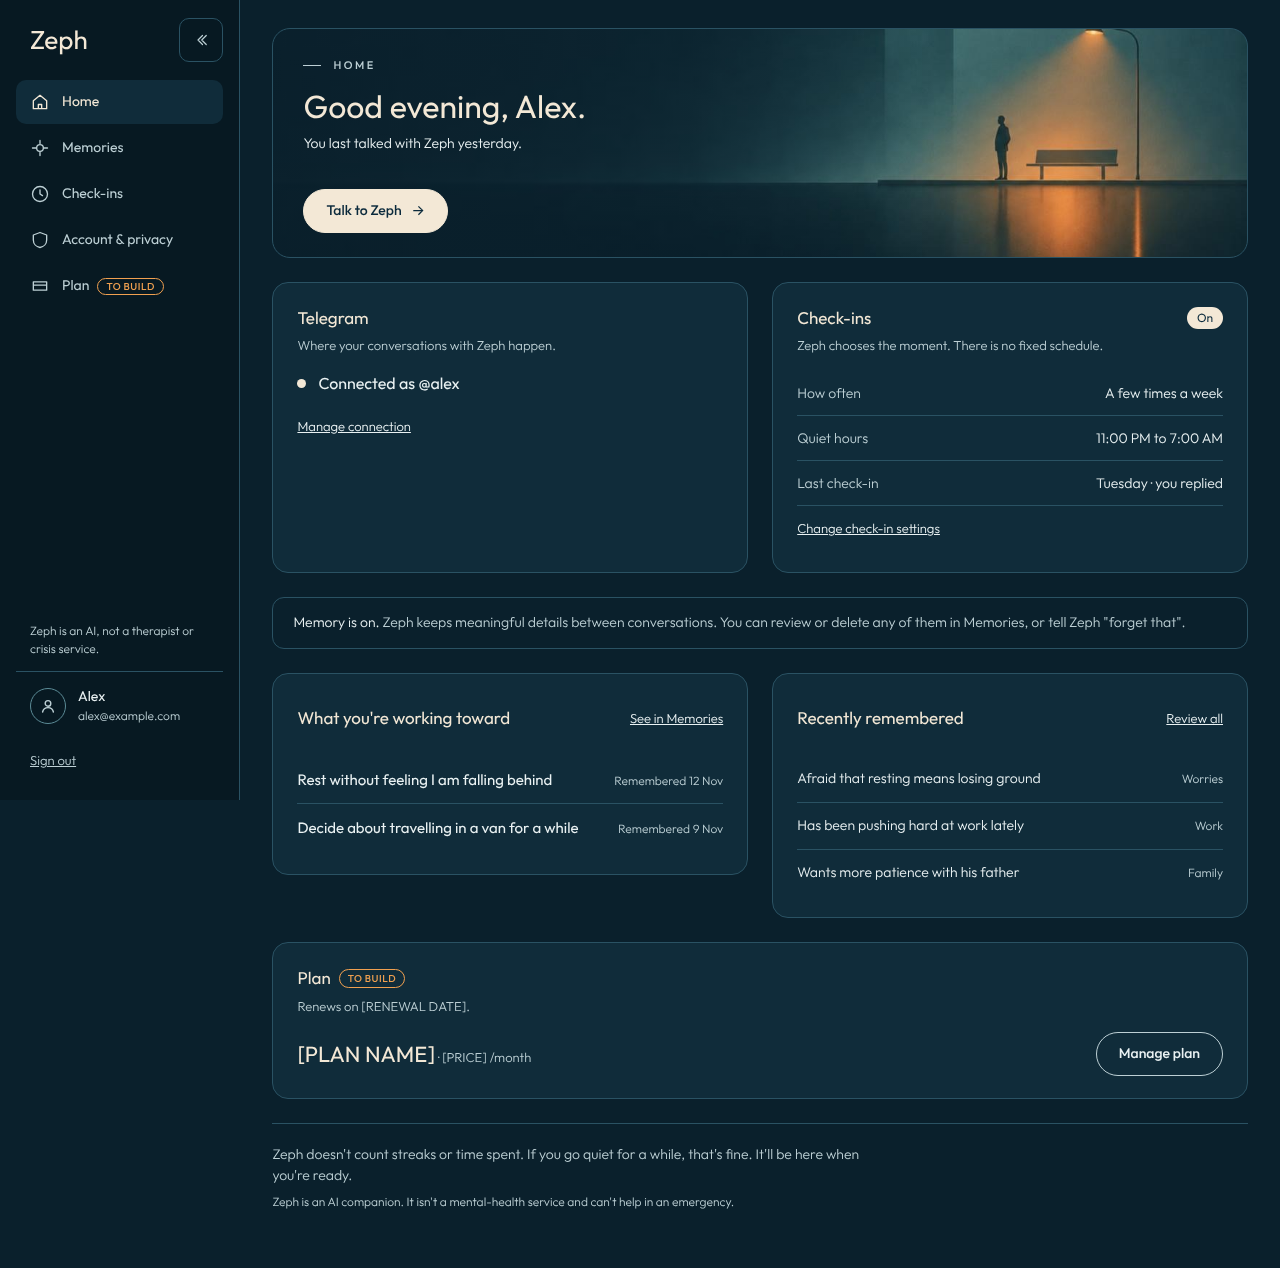 Zeph
Home
Memories
Check-ins
Account & privacy
Plan TO BUILD
Zeph is an AI, not a therapist or
crisis service.
Alex
alex@example.com
Sign out
HOME
Good evening, Alex.
You last talked with Zeph yesterday.
Talk to Zeph →
Telegram
Where your conversations with Zeph happen.
Connected as @alex
Manage connection
Check-ins On
Zeph chooses the moment. There is no fixed schedule.
How often A few times a week
Quiet hours 11:00 PM to 7:00 AM
Last check-in Tuesday · you replied
Change check-in settings
Memory is on. Zeph keeps meaningful details between conversations. You can review or delete any of them in Memories, or tell Zeph "forget that".
What you're working toward See in Memories
Rest without feeling I am falling behind Remembered 12 Nov
Decide about travelling in a van for a while Remembered 9 Nov
Recently remembered Review all
Afraid that resting means losing ground Worries
Has been pushing hard at work lately Work
Wants more patience with his father Family
Plan TO BUILD
Renews on [RENEWAL DATE].
[PLAN NAME] · [PRICE] /month
Manage plan
Zeph doesn't count streaks or time spent. If you go quiet for a while, that's fine. It'll be here when
you're ready.
Zeph is an AI companion. It isn't a mental-health service and can't help in an emergency.